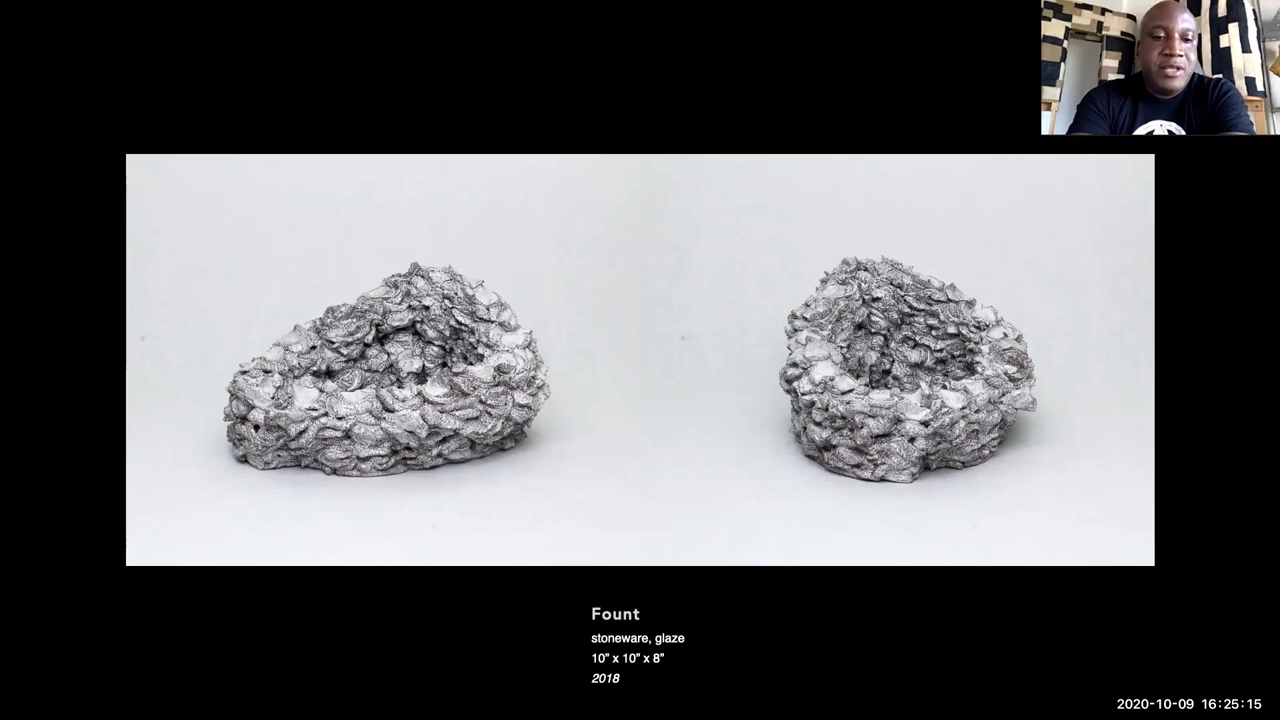 Fount
stoneware, glaze
10” x 10” x 8”
2018
2020-10-09 16:25:15